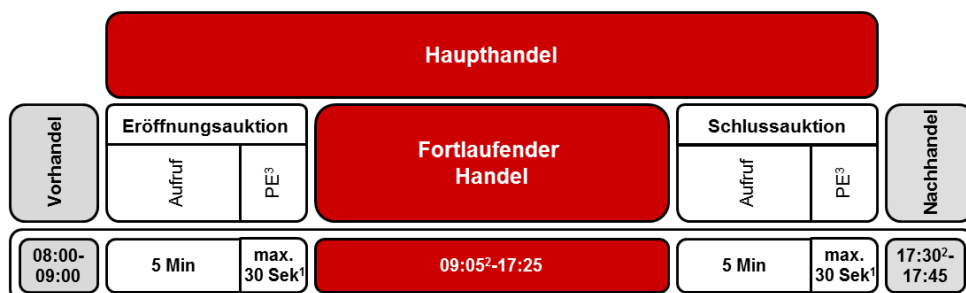 Haupthandel
Vorhandel
Eröffnungsauktion
Aufruf
PE³
Fortlaufender
Handel
Schlussauktion
Aufruf
PE³
Nachhandel
08:00-
09:00
5 Min
max.
30 Sek¹
09:05²-17:25
5 Min
max.
30 Sek¹
17:30²-
17:45